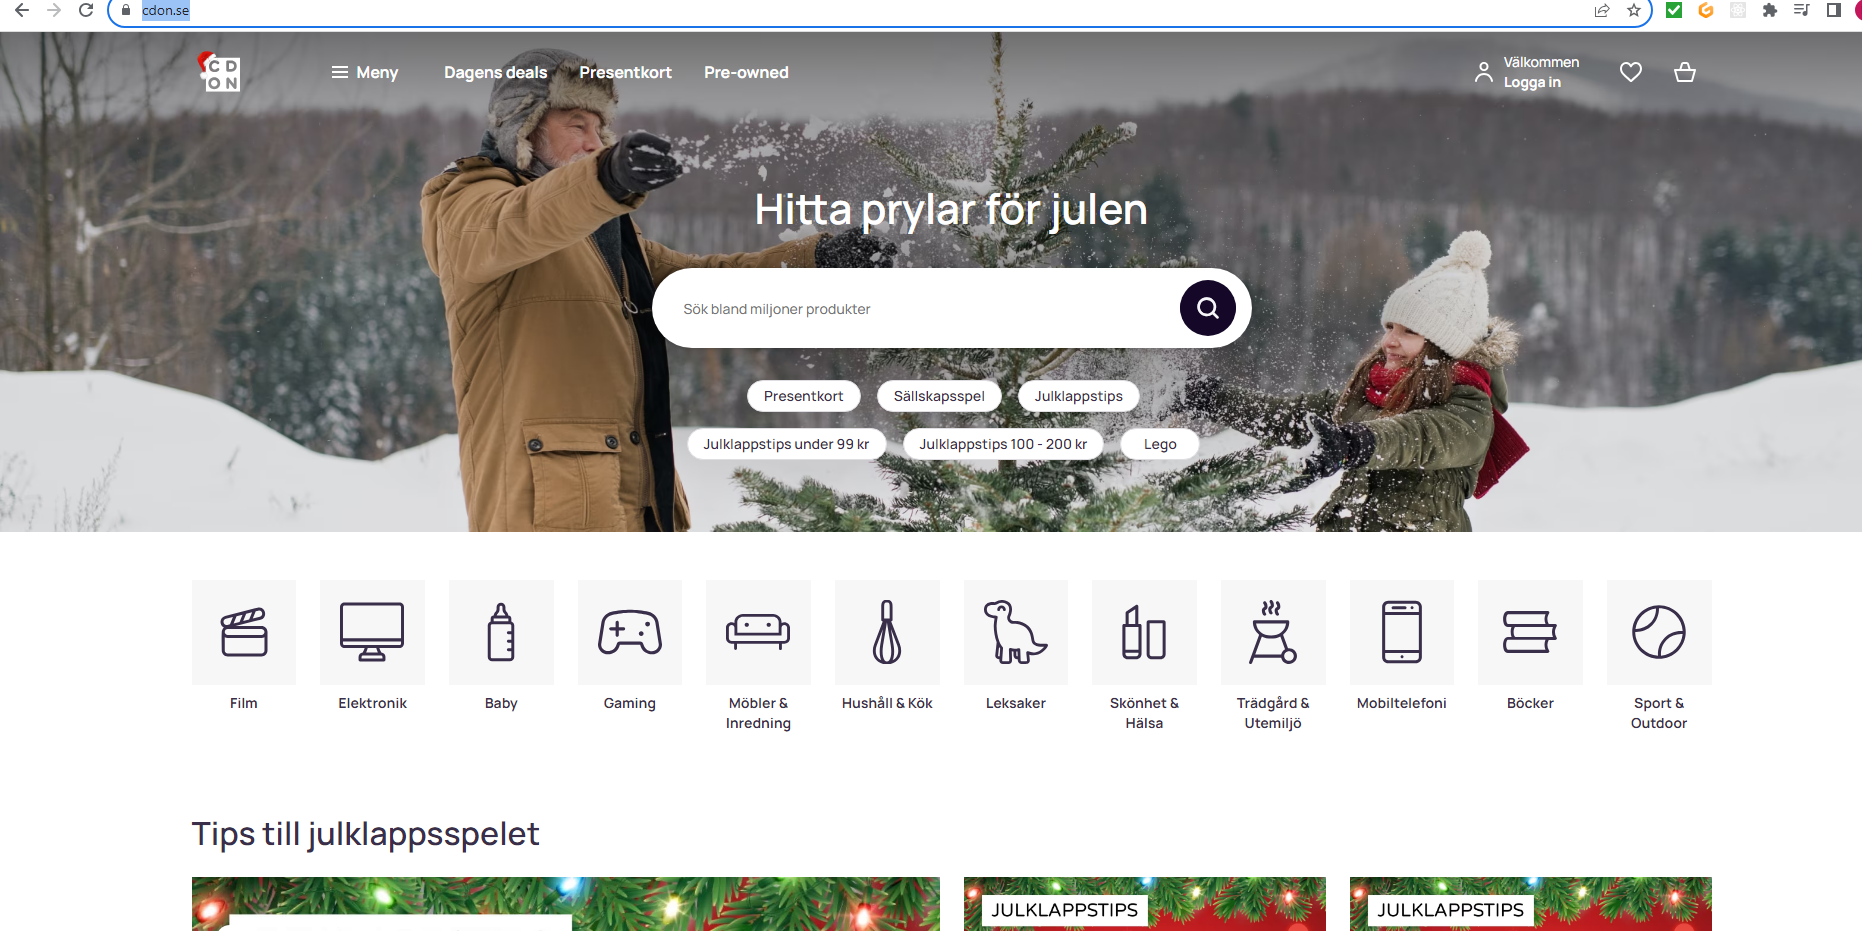 cdon.se
CD
ON
Meny
Dagens deals
Presentkort
Pre-owned
Välkommen
Logga in
Hitta prylar för julen
Sök bland miljoner produkter
Presentkort
Sällskapsspel
Julklappstips
Julklappstips under 99 kr
Julklappstips 100 - 200 kr
Lego
Film
Elektronik
Baby
Gaming
Möbler &
Inredning
Hushåll & Kök
Leksaker
Skönhet &
Hälsa
Trädgård &
Utemiljö
Mobiltelefoni
Böcker
Sport &
Outdoor
Tips till julklappsspelet
JULKLAPPSTIPS
JULKLAPPSTIPS